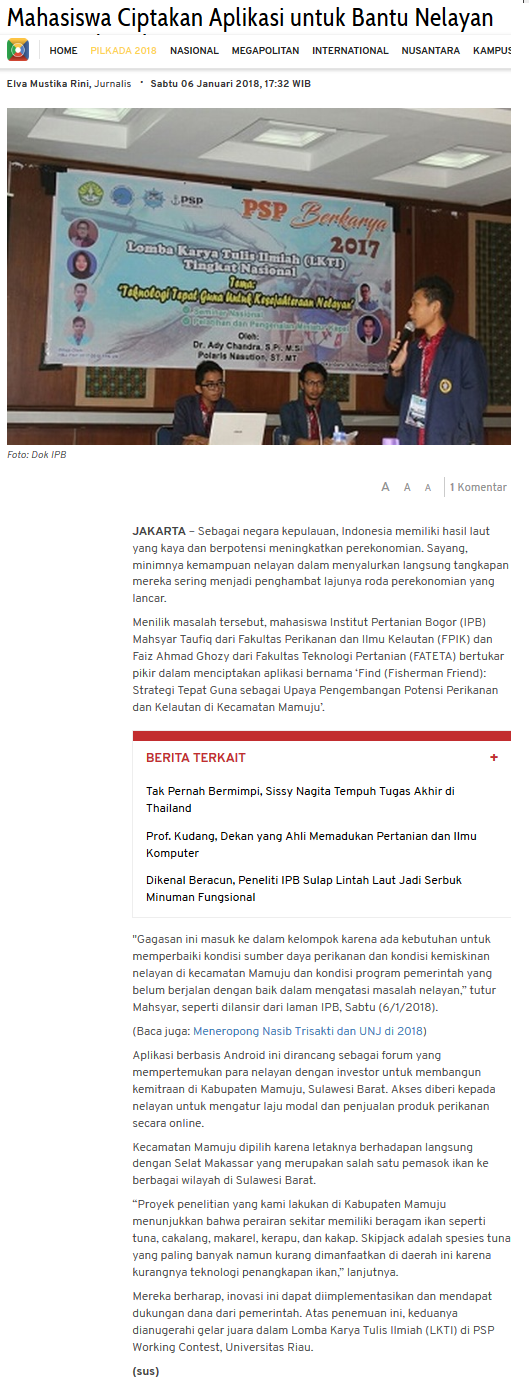 Mahasiswa Ciptakan Aplikasi untuk Bantu Nelayan
HOME PILKADA 2018 NASIONAL MEGAPOLITAN INTERNATIONAL NUSANTARA KAMPUS
Elva Mustika Rini, Jurnalis • Sabtu 06 Januari 2018, 17:32 WIB
PSP
PSP Berkarya
2017
Lomba Karya Tulis Ilmiah (LKTI)
Tingkat Nasional
Tema:
"Teknologi Tepat Guna Untuk Kesejahteraan Nelayan"
Seminar Nasional
Oleh:
Dr. Ady Chandra, S.Pi, M.Si
Polaris Nasution, ST. MT
Foto: Dok IPB
A A A 1 Komentar
JAKARTA – Sebagai negara kepulauan, Indonesia memiliki hasil laut
yang kaya dan berpotensi meningkatkan perekonomian. Sayang,
minimnya kemampuan nelayan dalam menyalurkan langsung tangkapan
mereka sering menjadi penghambat lajunya roda perekonomian yang
lancar.
Menilik masalah tersebut, mahasiswa Institut Pertanian Bogor (IPB)
Mahsyar Taufiq dari Fakultas Perikanan dan Ilmu Kelautan (FPIK) dan
Faiz Ahmad Ghozy dari Fakultas Teknologi Pertanian (FATETA) bertukar
pikir dalam menciptakan aplikasi bernama ‘Find (Fisherman Friend):
Strategi Tepat Guna sebagai Upaya Pengembangan Potensi Perikanan
dan Kelautan di Kecamatan Mamuju’.
BERITA TERKAIT +
Tak Pernah Bermimpi, Sissy Nagita Tempuh Tugas Akhir di
Thailand
Prof. Kudang, Dekan yang Ahli Memadukan Pertanian dan Ilmu
Komputer
Dikenal Beracun, Peneliti IPB Sulap Lintah Laut Jadi Serbuk
Minuman Fungsional
"Gagasan ini masuk ke dalam kelompok karena ada kebutuhan untuk
memperbaiki kondisi sumber daya perikanan dan kondisi kemiskinan
nelayan di kecamatan Mamuju dan kondisi program pemerintah yang
belum berjalan dengan baik dalam mengatasi masalah nelayan,” tutur
Mahsyar, seperti dilansir dari laman IPB, Sabtu (6/1/2018).
(Baca juga: Meneropong Nasib Trisakti dan UNJ di 2018)
Aplikasi berbasis Android ini dirancang sebagai forum yang
mempertemukan para nelayan dengan investor untuk membangun
kemitraan di Kabupaten Mamuju, Sulawesi Barat. Akses diberi kepada
nelayan untuk mengatur laju modal dan penjualan produk perikanan
secara online.
Kecamatan Mamuju dipilih karena letaknya berhadapan langsung
dengan Selat Makassar yang merupakan salah satu pemasok ikan ke
berbagai wilayah di Sulawesi Barat.
“Proyek penelitian yang kami lakukan di Kabupaten Mamuju
menunjukkan bahwa perairan sekitar memiliki beragam ikan seperti
tuna, cakalang, makarel, kerapu, dan kakap. Skipjack adalah spesies tuna
yang paling banyak namun kurang dimanfaatkan di daerah ini karena
kurangnya teknologi penangkapan ikan,” lanjutnya.
Mereka berharap, inovasi ini dapat diimplementasikan dan mendapat
dukungan dana dari pemerintah. Atas penemuan ini, keduanya
dianugerahi gelar juara dalam Lomba Karya Tulis Ilmiah (LKTI) di PSP
Working Contest, Universitas Riau.
(sus)